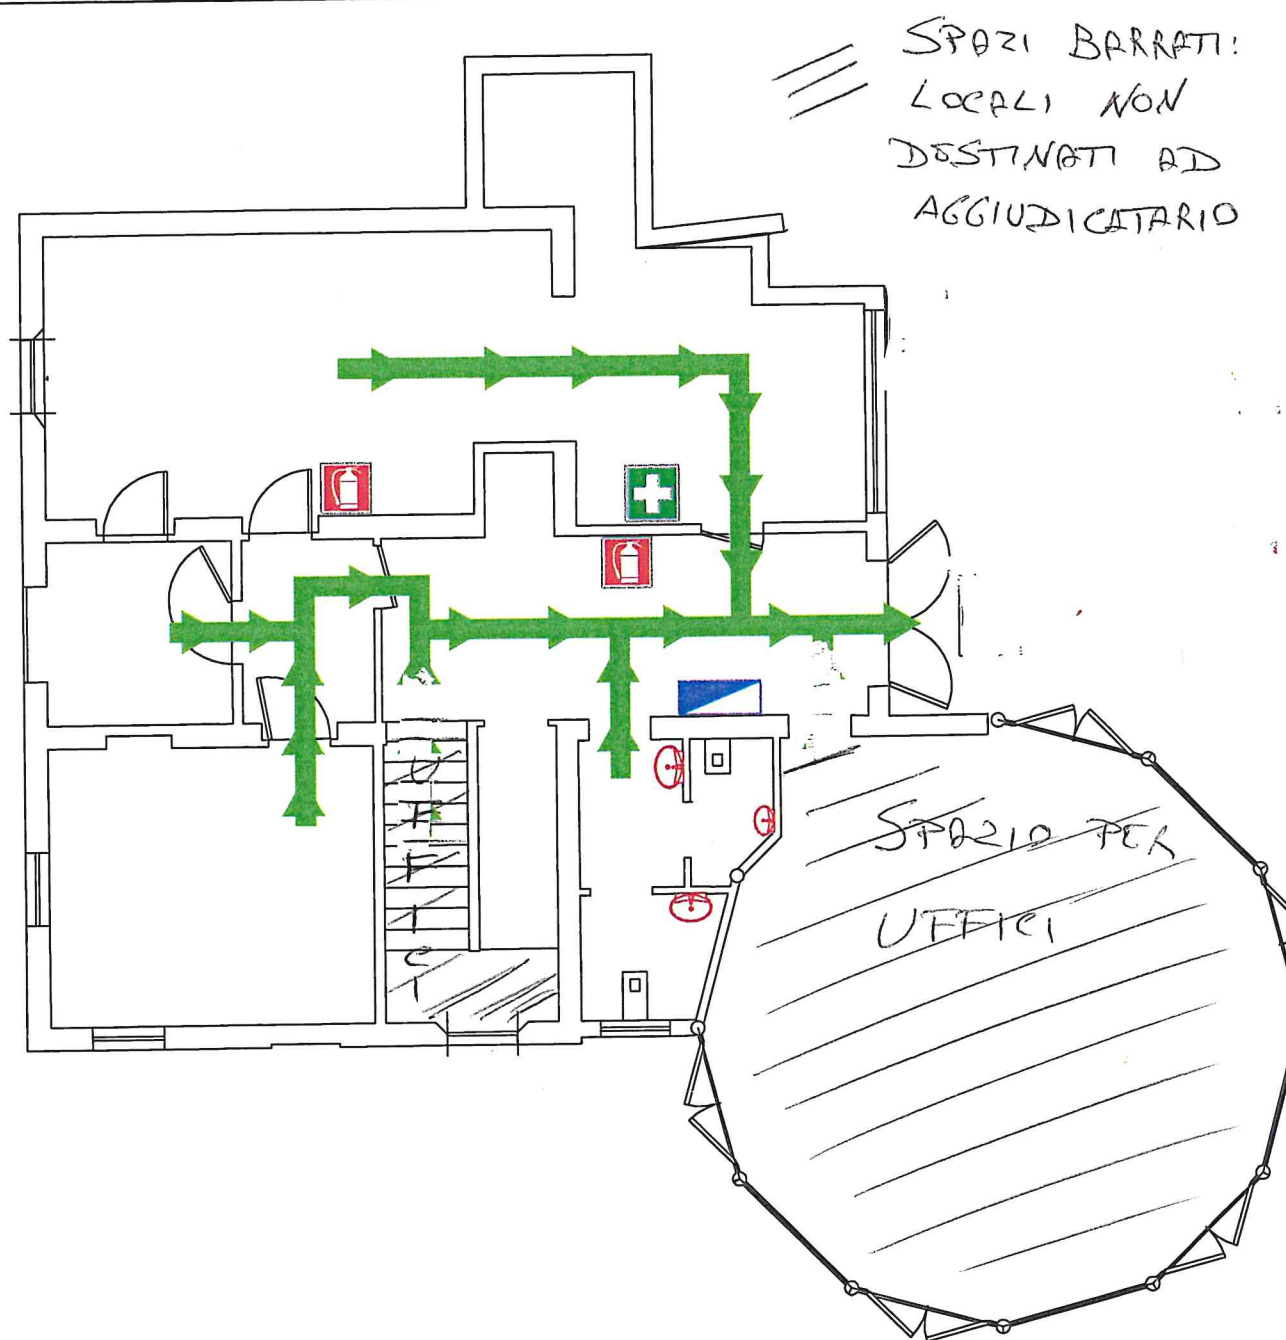 SPAZI BARRATI:
LOCALI NON
DESTINATI AD
AGGIUDICATARIO
SPAZIO PER
UFFICI
UFFICI